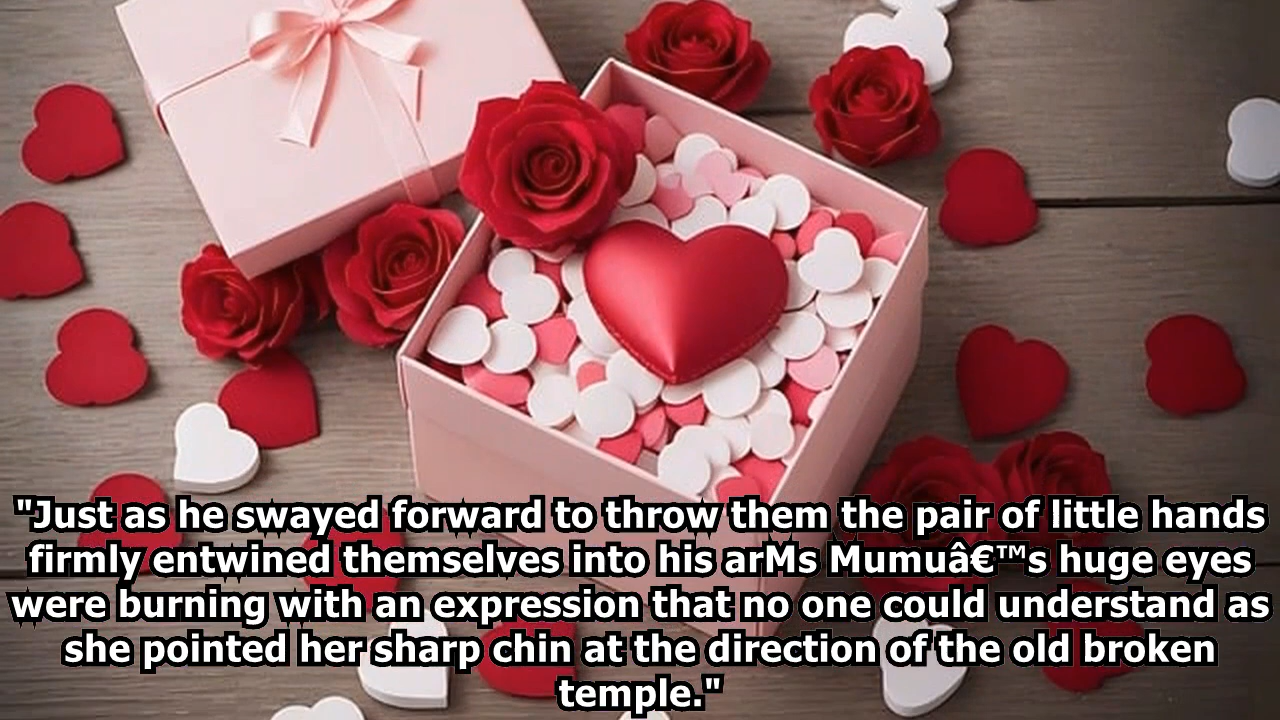 "Just as he swayed forward to throw them the pair of little hands
firmly entwined themselves into his arMs Mumuâ€™s huge eyes
were burning with an expression that no one could understand as
she pointed her sharp chin at the direction of the old broken
temple."